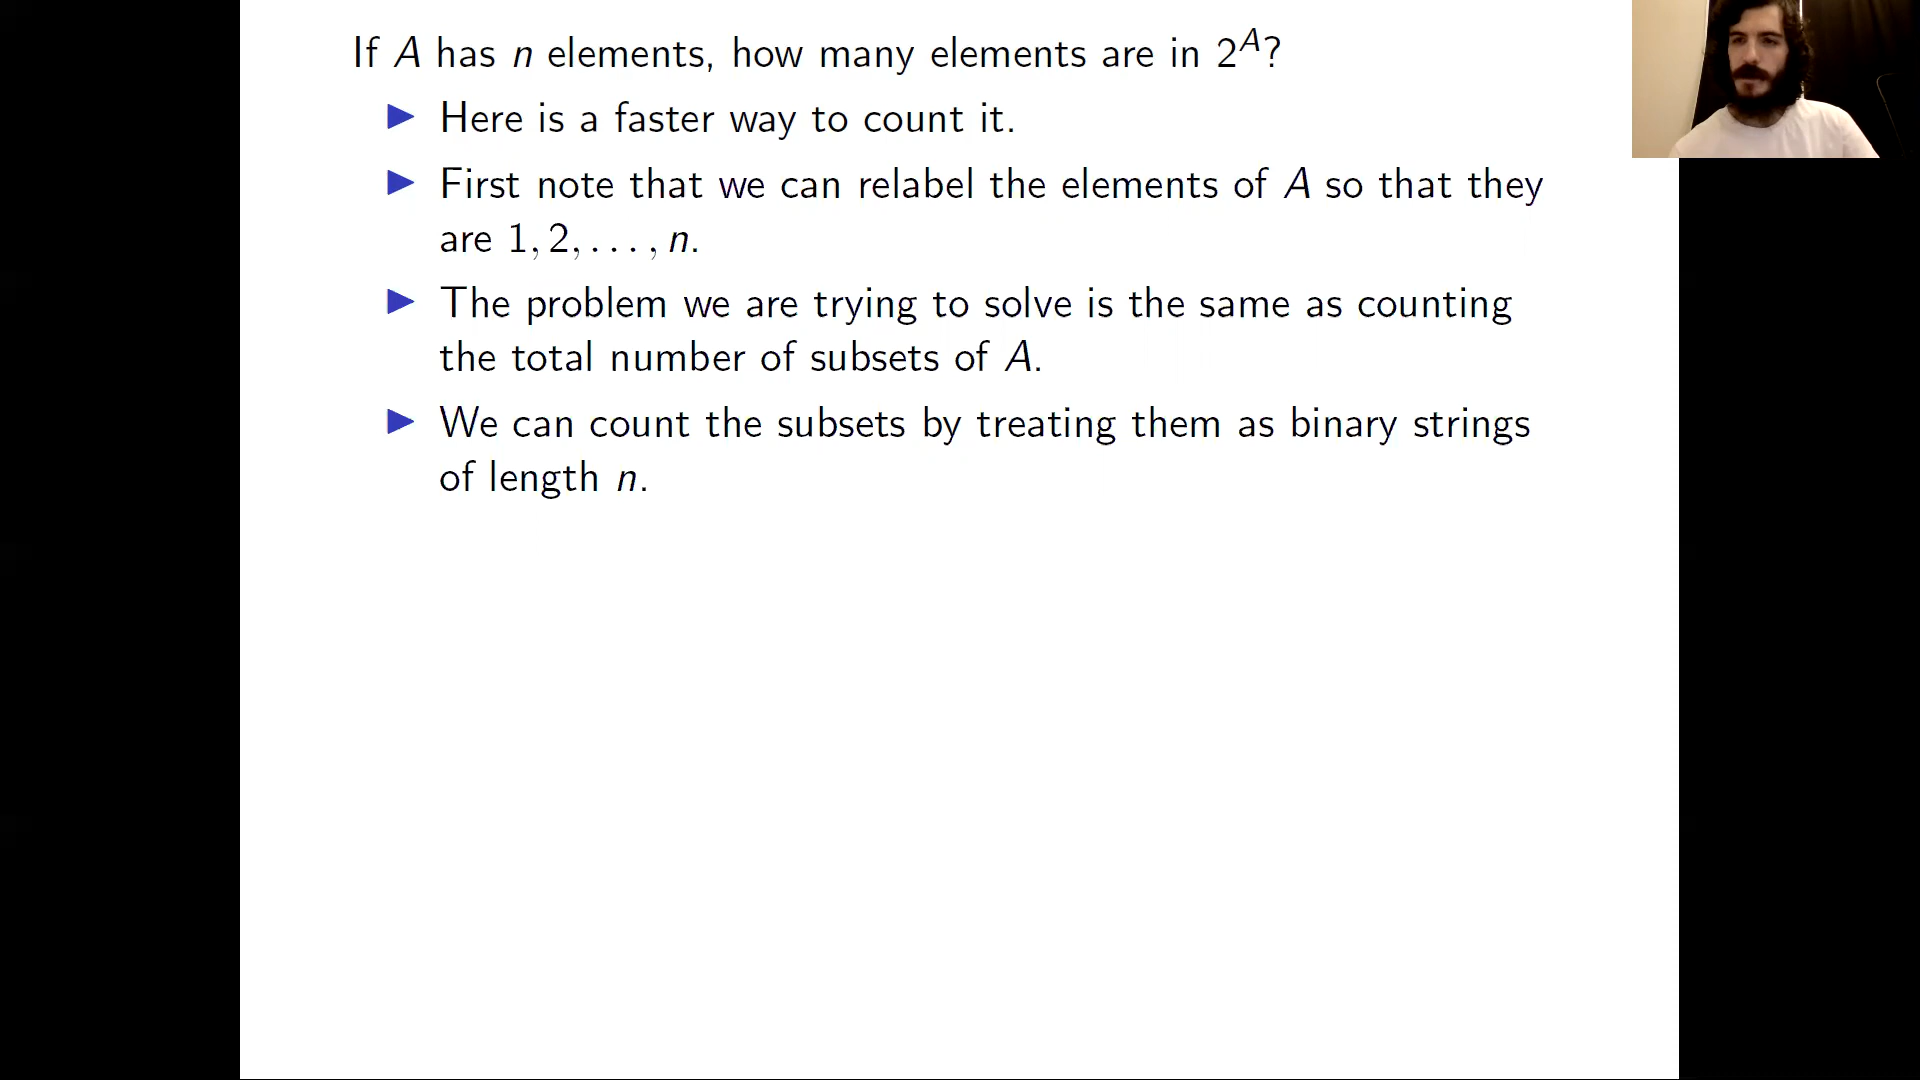 If A has n elements, how many elements are in 2^A?
▶ Here is a faster way to count it.
▶ First note that we can relabel the elements of A so that they
are 1, 2, . . . , n.
▶ The problem we are trying to solve is the same as counting
the total number of subsets of A.
▶ We can count the subsets by treating them as binary strings
of length n.